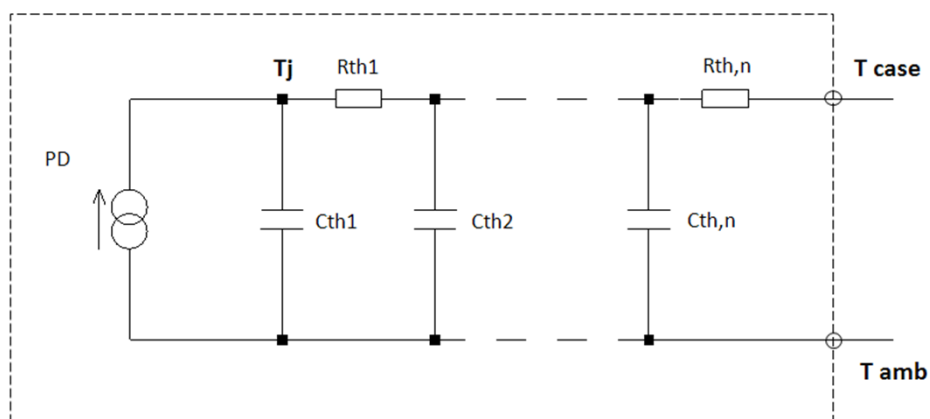 Tj
Rth1
Rth,n
T case
PD
Cth1
Cth2
Cth,n
T amb